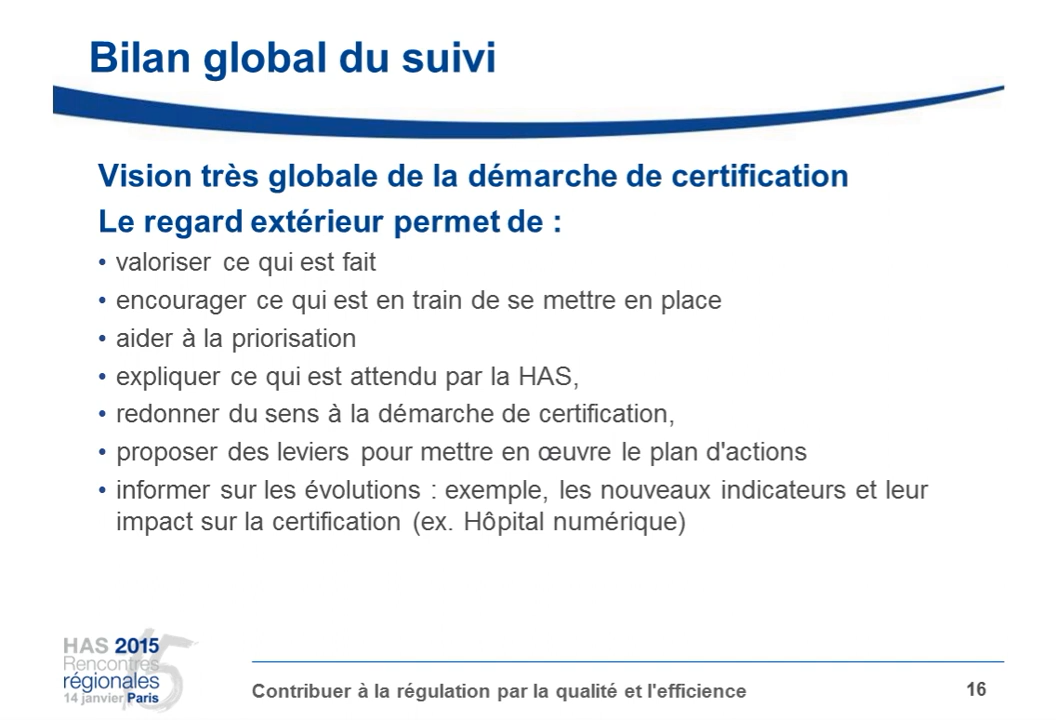 Bilan global du suivi
Vision très globale de la démarche de certification
Le regard extérieur permet de :
• valoriser ce qui est fait
• encourager ce qui est en train de se mettre en place
• aider à la priorisation
• expliquer ce qui est attendu par la HAS,
• redonner du sens à la démarche de certification,
• proposer des leviers pour mettre en œuvre le plan d'actions
• informer sur les évolutions : exemple, les nouveaux indicateurs et leur
impact sur la certification (ex. Hôpital numérique)
HAS 2015
Rencontres
régionales
14 janvier Paris
15
Contribuer à la régulation par la qualité et l'efficience
16